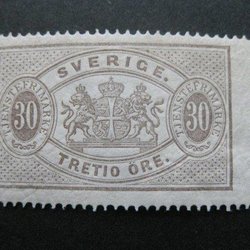 SVERIGE.
TJENSTEFRIMÄRKE
30
TJENSTEFRIMÄRKE
30
TRETIO ÖRE.